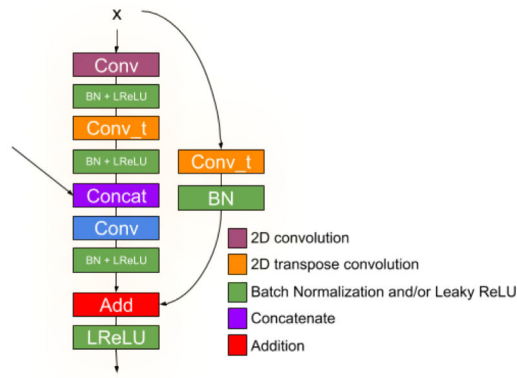 x
Conv
BN + LReLU
Conv_t
BN + LReLU
Concat
Conv
BN + LReLU
Add
LReLU
Conv_t
BN
2D convolution
2D transpose convolution
Batch Normalization and/or Leaky ReLU
Concatenate
Addition